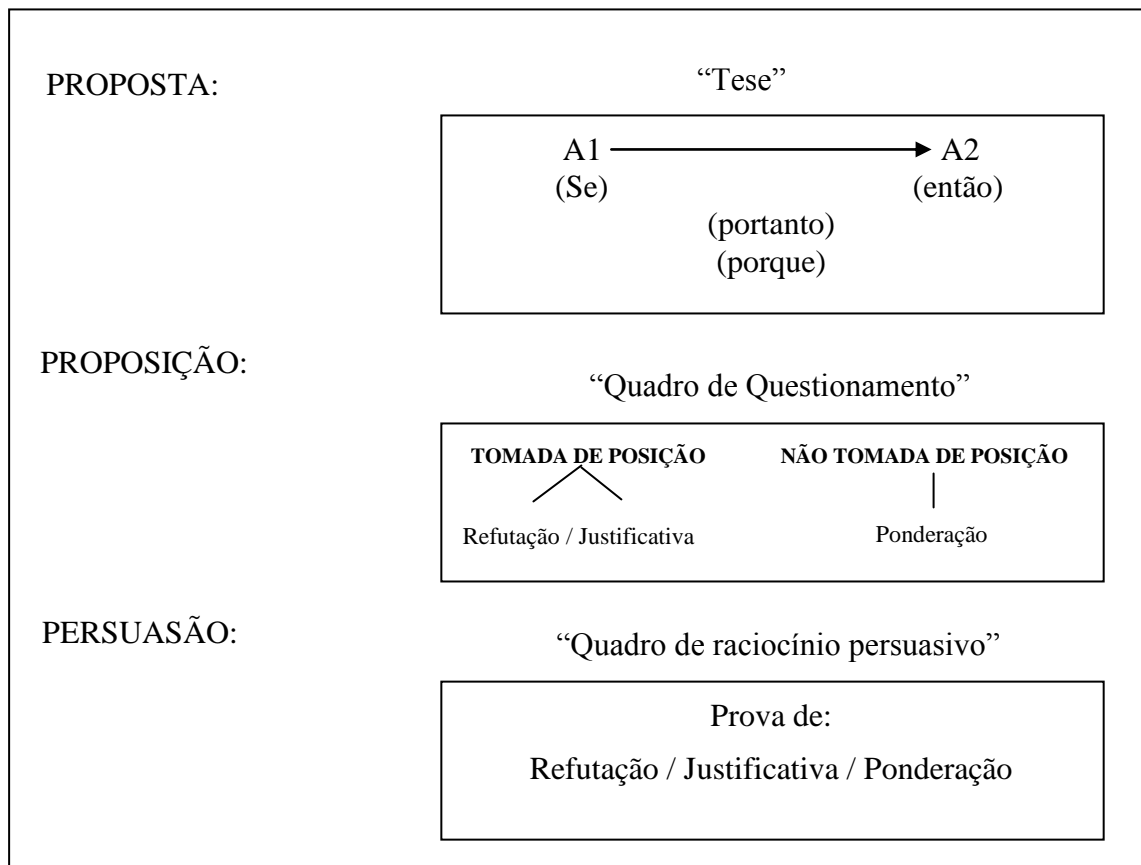 PROPOSTA:
“Tese”
A1 A2
(Se) (então)
(portanto)
(porque)
PROPOSIÇÃO:
“Quadro de Questionamento”
TOMADA DE POSIÇÃO NÃO TOMADA DE POSIÇÃO
Refutação / Justificativa Ponderação
PERSUASÃO:
“Quadro de raciocínio persuasivo”
Prova de:
Refutação / Justificativa / Ponderação